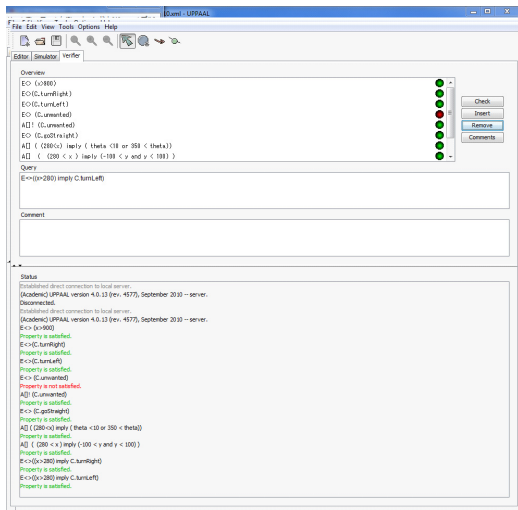 0.xml - UPPAAL
File Edit View Tools Options Help
Editor Simulator Verifier
Overview
E<> (x>900)
E<>(C.turnRight)
E<>(C.turnLeft)
E<> (C.unwanted)
A[]! (C.unwanted)
E<> (C.goStraight)
A[] ( (280<x) imply ( theta <10 or 350 < theta))
A[] ( (280 < x ) imply (-100 < y and y < 100) )
Check
Insert
Remove
Comments
Query
E<>((x>280) imply C.turnLeft)
Comment
Status
Established direct connection to local server.
(Academic) UPPAAL version 4.0.13 (rev. 4577), September 2010 -- server.
Disconnected.
Established direct connection to local server.
(Academic) UPPAAL version 4.0.13 (rev. 4577), September 2010 -- server.
E<> (x>900)
Property is satisfied.
E<>(C.turnRight)
Property is satisfied.
E<>(C.turnLeft)
Property is satisfied.
E<> (C.unwanted)
Property is not satisfied.
A[]! (C.unwanted)
Property is satisfied.
E<> (C.goStraight)
Property is satisfied.
A[] ( (280<x) imply ( theta <10 or 350 < theta))
Property is satisfied.
A[] ( (280 < x ) imply (-100 < y and y < 100) )
Property is satisfied.
E<>((x>280) imply C.turnRight)
Property is satisfied.
E<>((x>280) imply C.turnLeft)
Property is satisfied.